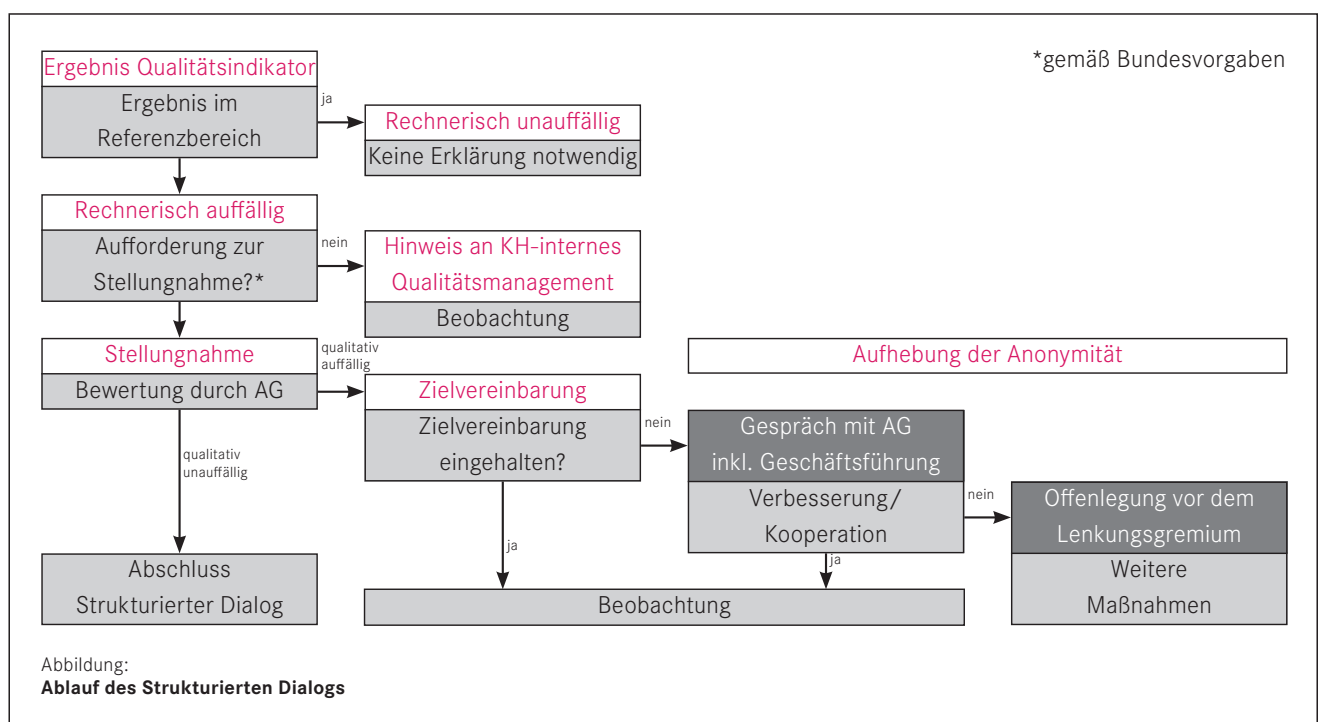 *gemäß Bundesvorgaben
Ergebnis Qualitätsindikator
Ergebnis im
Referenzbereich
ja
Rechnerisch unauffällig
Keine Erklärung notwendig
Rechnerisch auffällig
Aufforderung zur
Stellungnahme?*
nein
Hinweis an KH-internes
Qualitätsmanagement
Beobachtung
Stellungnahme
Bewertung durch AG
qualitativ
auffällig
qualitativ
unauffällig
Abschluss
Strukturierter Dialog
Zielvereinbarung
Zielvereinbarung
eingehalten?
nein
ja
Aufhebung der Anonymität
Gespräch mit AG
inkl. Geschäftsführung
Verbesserung/
Kooperation
nein
ja
Beobachtung
Offenlegung vor dem
Lenkungsgremium
Weitere
Maßnahmen
Abbildung:
Ablauf des Strukturierten Dialogs